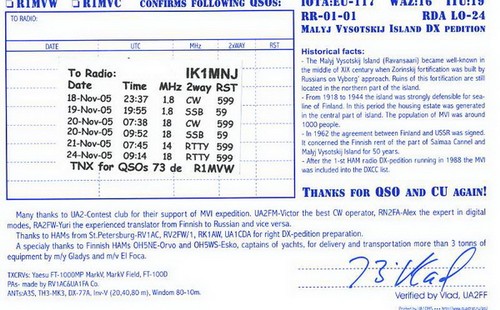 R1MVW R1MVC CONFIRMS FOLLOWING QSOs:
TO RADIO:
DATE UTC MHz 2xWAY RST
To Radio: IK1MNJ
Date Time MHz 2way RST
18-Nov-05 23:37 1,8 CW 599
19-Nov-05 19:55 1,8 SSB 59
20-Nov-05 07:38 18 CW 599
20-Nov-05 09:52 18 SSB 59
21-Nov-05 07:45 14 RTTY 599
24-Nov-05 09:14 18 RTTY 599
TNX for QSOs 73 de R1MVW
IOTA:EU-117 WAZ:16 ITU:19
RR-01-01 RDA LO-24
MALYJ VYSOTSKIJ ISLAND DX PEDITION
Historical facts:
- The Malyj Vysotskij Island (Ravansaari) became well-known in
the middle of XIX century when Zorinskij fortification was built by
Russians on Vyborg' approach. Ruins of this fortification are still
located in the northern part of the island.
- From 1918 to 1944 the island was strongly defensible for sea-
line of Finland. In this period the housing estate was generated
in the central part of island. The population of MVI was around
1000 people.
- In 1962 the agreement between Finland and USSR was signed.
It concerned the Finnish rent of the part of Saimaa Cannel and
Malyj Vysotskij Island for 50 years.
- After the 1-st HAM radio DX-pedition running in 1988 the MVI
was included into the DXCC list.
THANKS FOR QSO AND CU AGAIN!
Many thanks to UA2-Contest club for their support of MVI expedition. UA2FM-Victor the best CW operator, RN2FA-Alex the expert in digital
modes, RA2FW-Yuri the experienced translator from Finnish to Russian and vice versa.
Thanks to HAMs from St.Petersburg-RV1AC, RV2FW/1, RK1AW, UA1CDA for right DX-pedition preparation.
A specialy thanks to Finnish HAMs OH5NE-Orvo and OH5WS-Esko, captains of yachts, for delivery and transportation more than 3 tonnes of
equipment by m/y Gladys and m/v El Foca.
TXCRVs: Yaesu FT-1000MP MarkV, MarkV Field, FT-100D
PAs- made by RV1AC&UA1FA Co.
ANTs:A3S, TH3-MK3, DX-77A, Inv-V (20,40,80 m), Windom 80-10m.
73! Vlad
Verified by Vlad, UA2FF